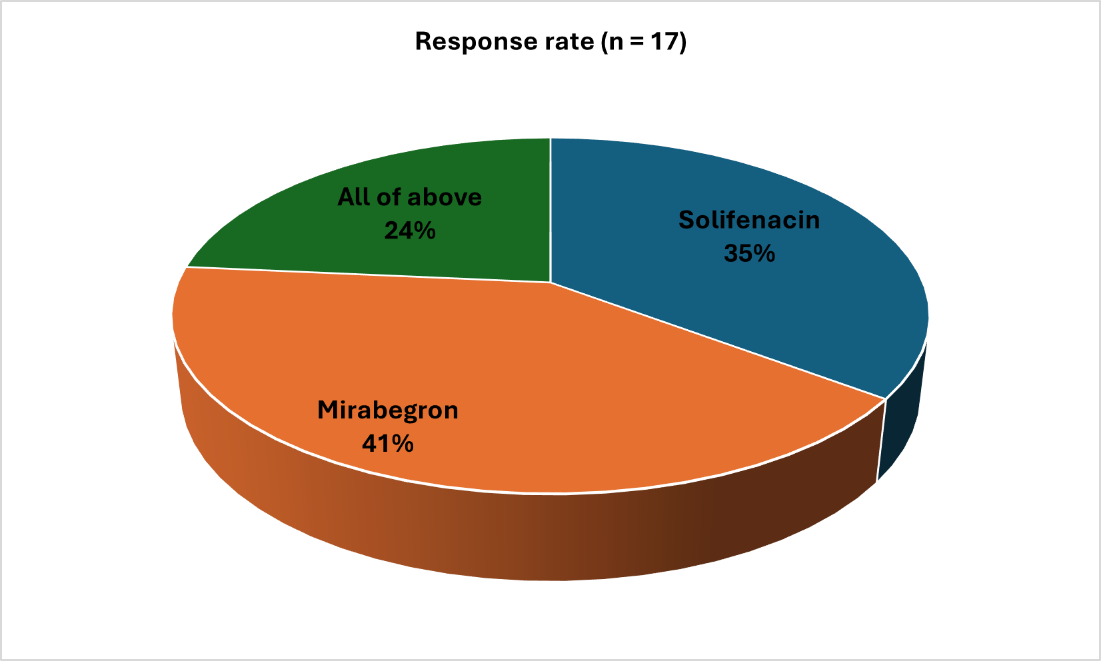 Response rate (n = 17)
All of above
24%
Solifenacin
35%
Mirabegron
41%